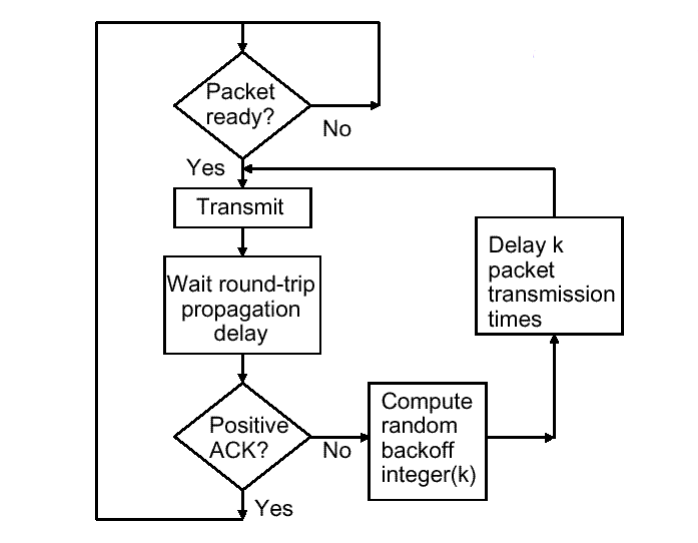 Packet
ready?
No
Yes
Transmit
Delay k
packet
transmission
times
Wait round-trip
propagation
delay
Positive
ACK?
No
Compute
random
backoff
integer(k)
Yes